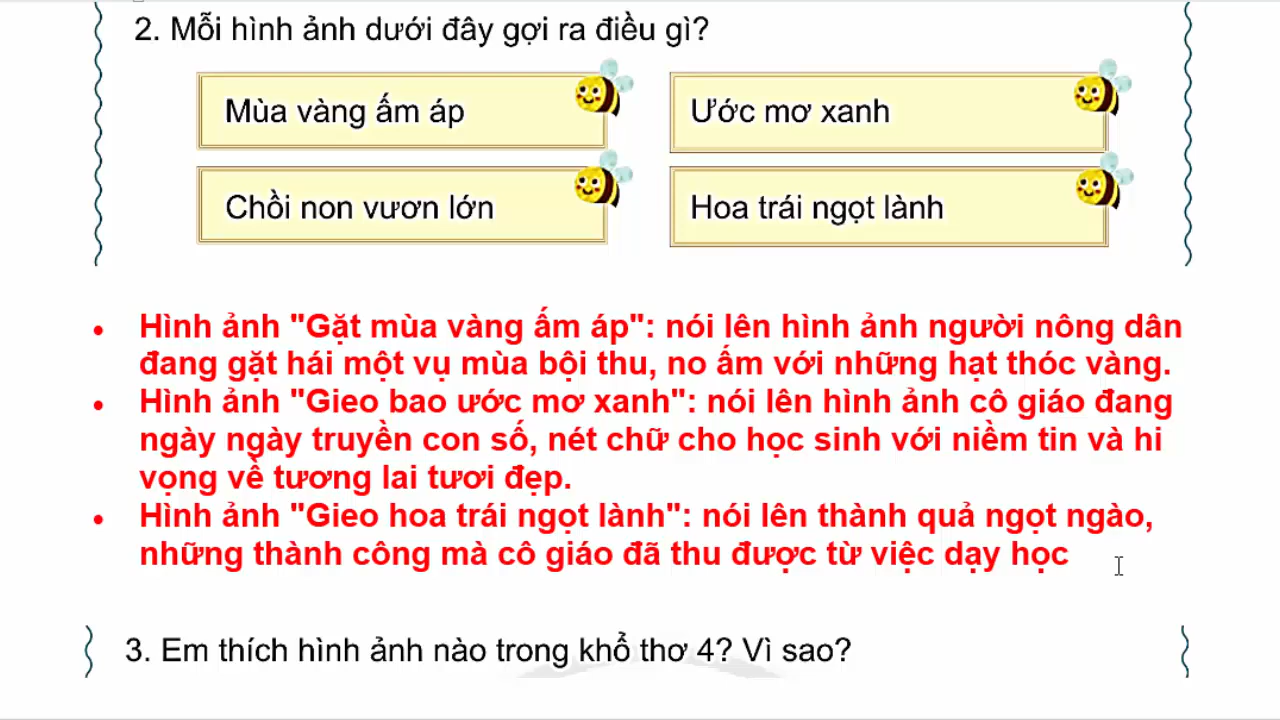 2. Mỗi hình ảnh dưới đây gợi ra điều gì?
Mùa vàng ấm áp
Ước mơ xanh
Chồi non vươn lớn
Hoa trái ngọt lành
Hình ảnh "Gặt mùa vàng ấm áp": nói lên hình ảnh người nông dân
đang gặt hái một vụ mùa bội thu, no ấm với những hạt thóc vàng.
Hình ảnh "Gieo bao ước mơ xanh": nói lên hình ảnh cô giáo đang
ngày ngày truyền con số, nét chữ cho học sinh với niềm tin và hi
vọng về tương lai tươi đẹp.
Hình ảnh "Gieo hoa trái ngọt lành": nói lên thành quả ngọt ngào,
những thành công mà cô giáo đã thu được từ việc dạy học
3. Em thích hình ảnh nào trong khổ thơ 4? Vì sao?